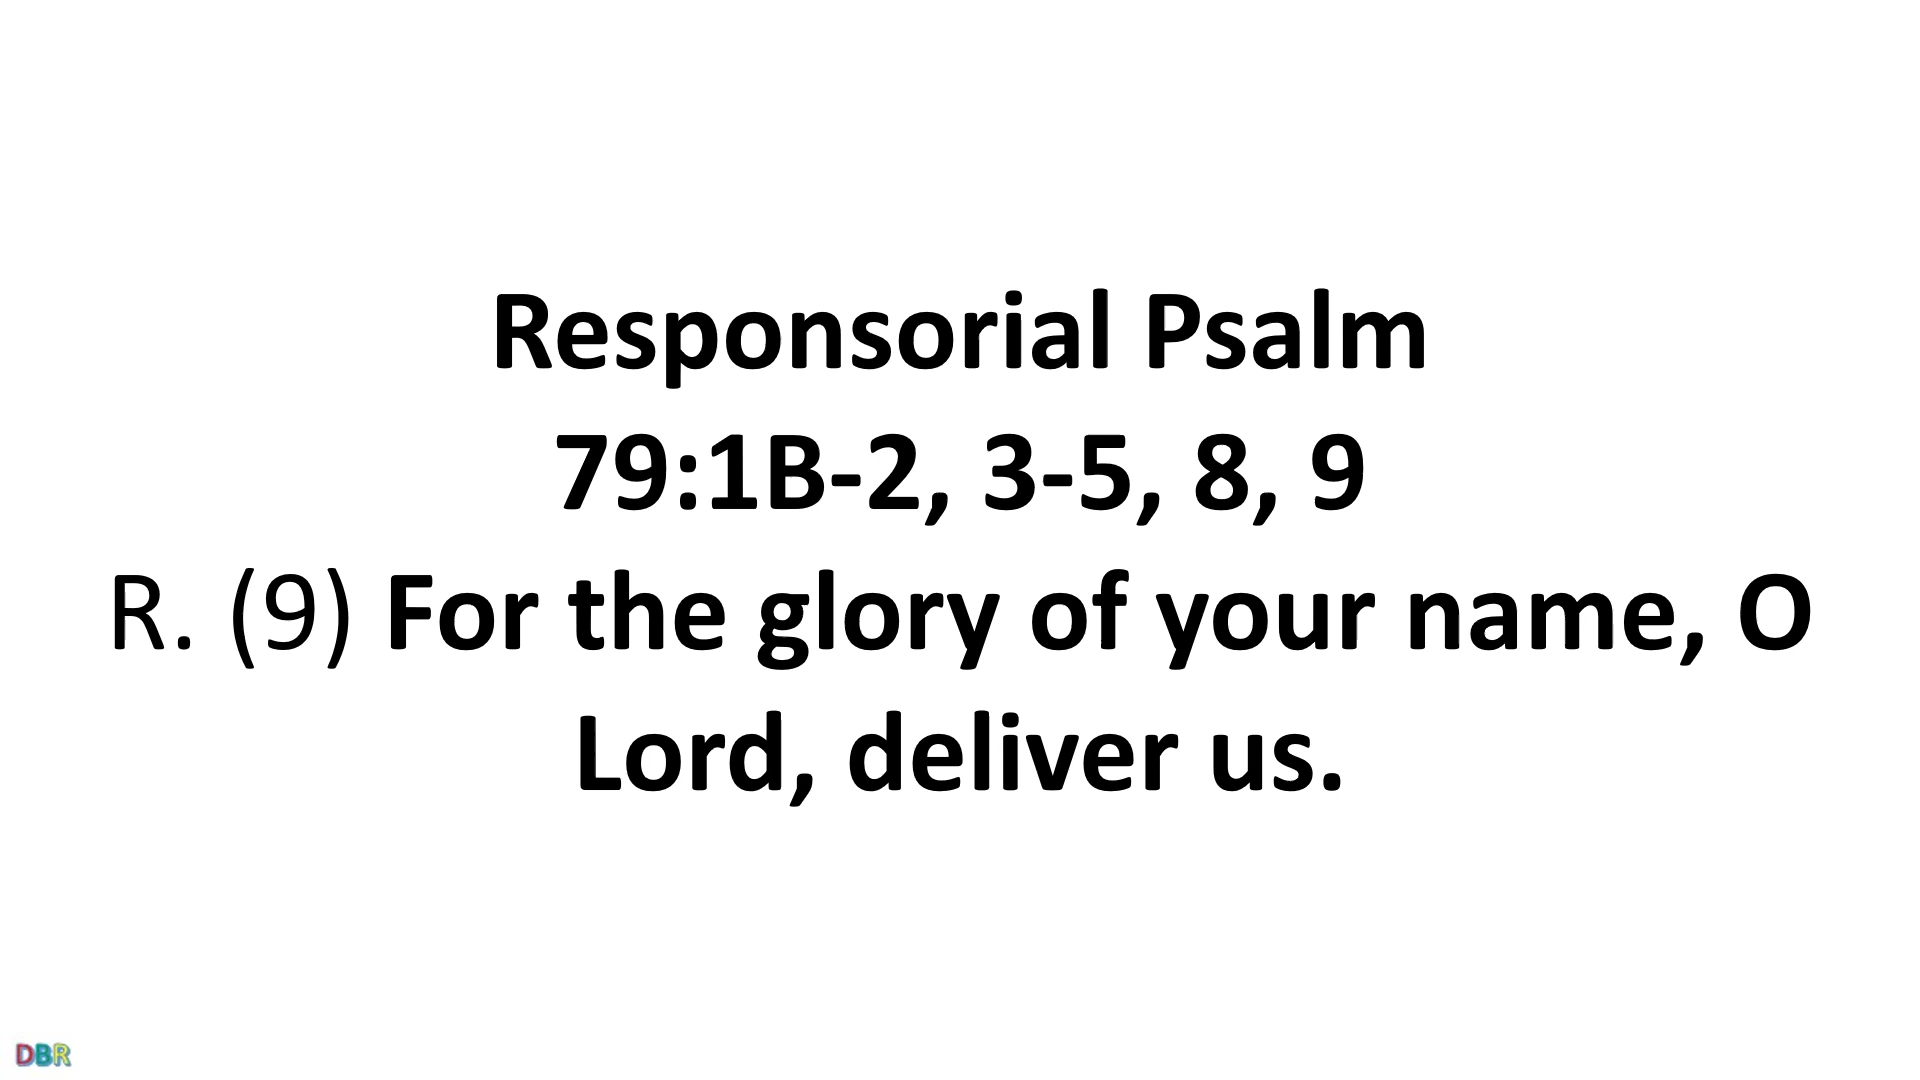 Responsorial Psalm
79:1B-2, 3-5, 8, 9
R. (9) For the glory of your name, O
Lord, deliver us.
DBR